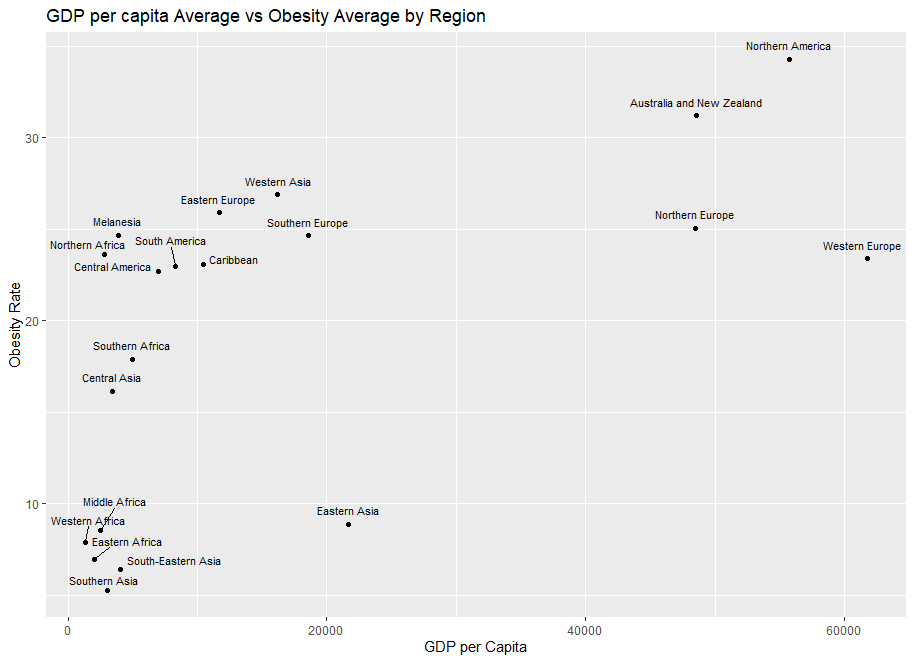 GDP per capita Average vs Obesity Average by Region
Northern America
Australia and New Zealand
30
Western Asia
Eastern Europe
Northern Europe
Melanesia
Southern Europe
South America
Northern Africa
Western Europe
Caribbean
Central America
Obesity Rate
20
Southern Africa
Central Asia
Middle Africa
10
Eastern Asia
Western Africa
Eastern Africa
South-Eastern Asia
Southern Asia
0
20000
40000
60000
GDP per Capita